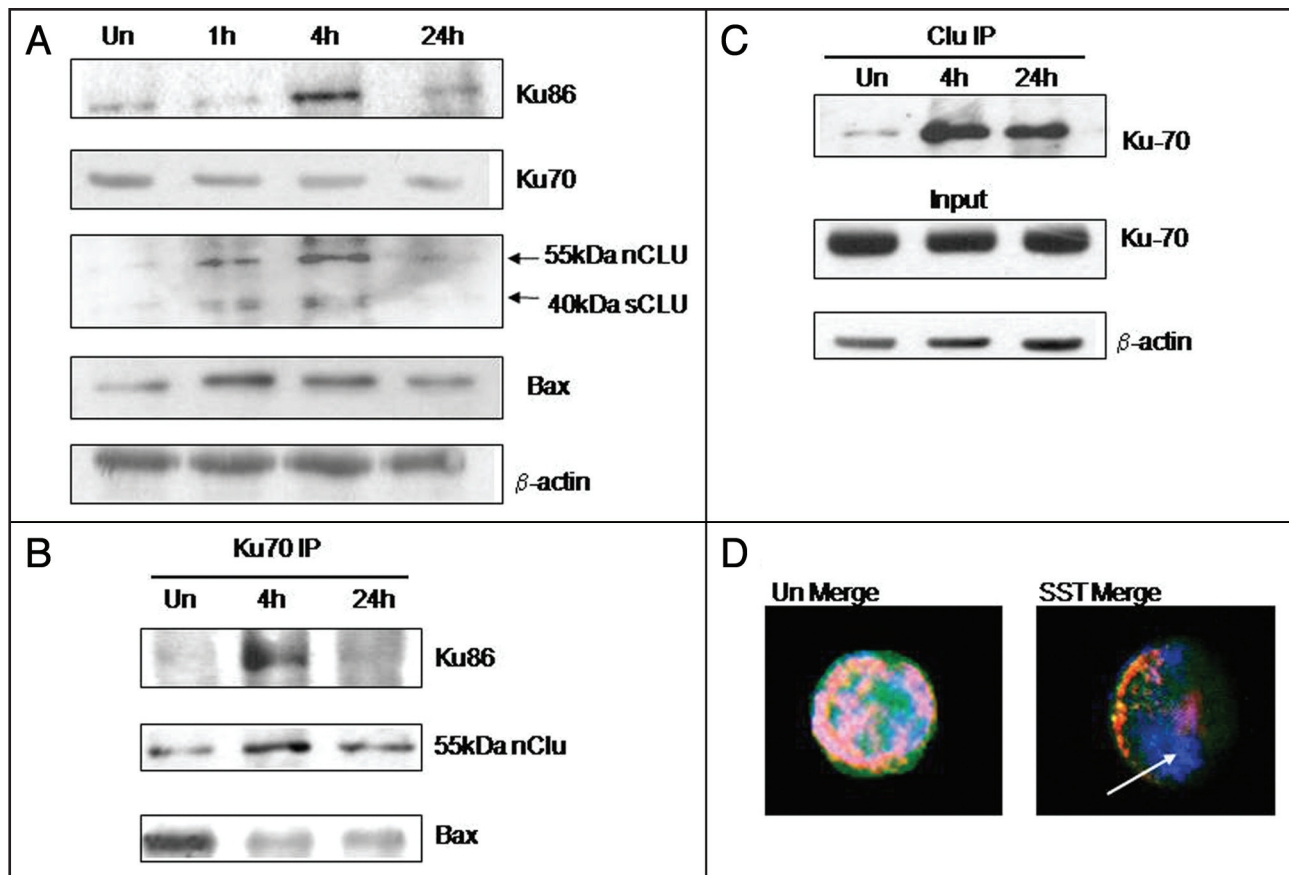 A
Un 1h 4h 24h
Ku86
Ku70
55kDa nCLU
40kDa sCLU
Bax
β-actin
B
Ku70 IP
Un 4h 24h
Ku86
55kDa nClu
Bax
C
Clu IP
Un 4h 24h
Ku-70
Input
Ku-70
β-actin
D
Un Merge SST Merge